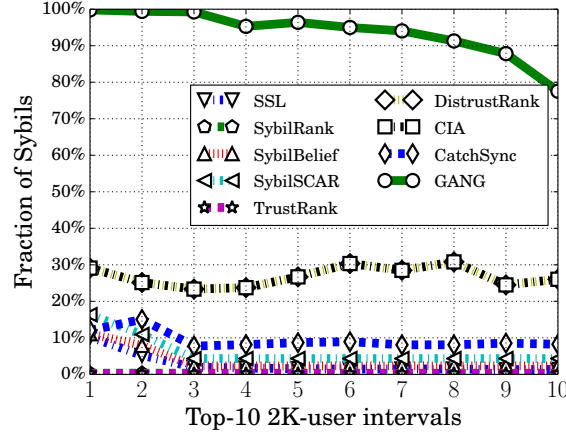 100%
90%
80%
70%
60%
50%
40%
30%
20%
10%
0%
Fraction of Sybils
SSL
SybilRank
SybilBelief
SybilSCAR
TrustRank
DistrustRank
CIA
CatchSync
GANG
1 2 3 4 5 6 7 8 9 10
Top-10 2K-user intervals